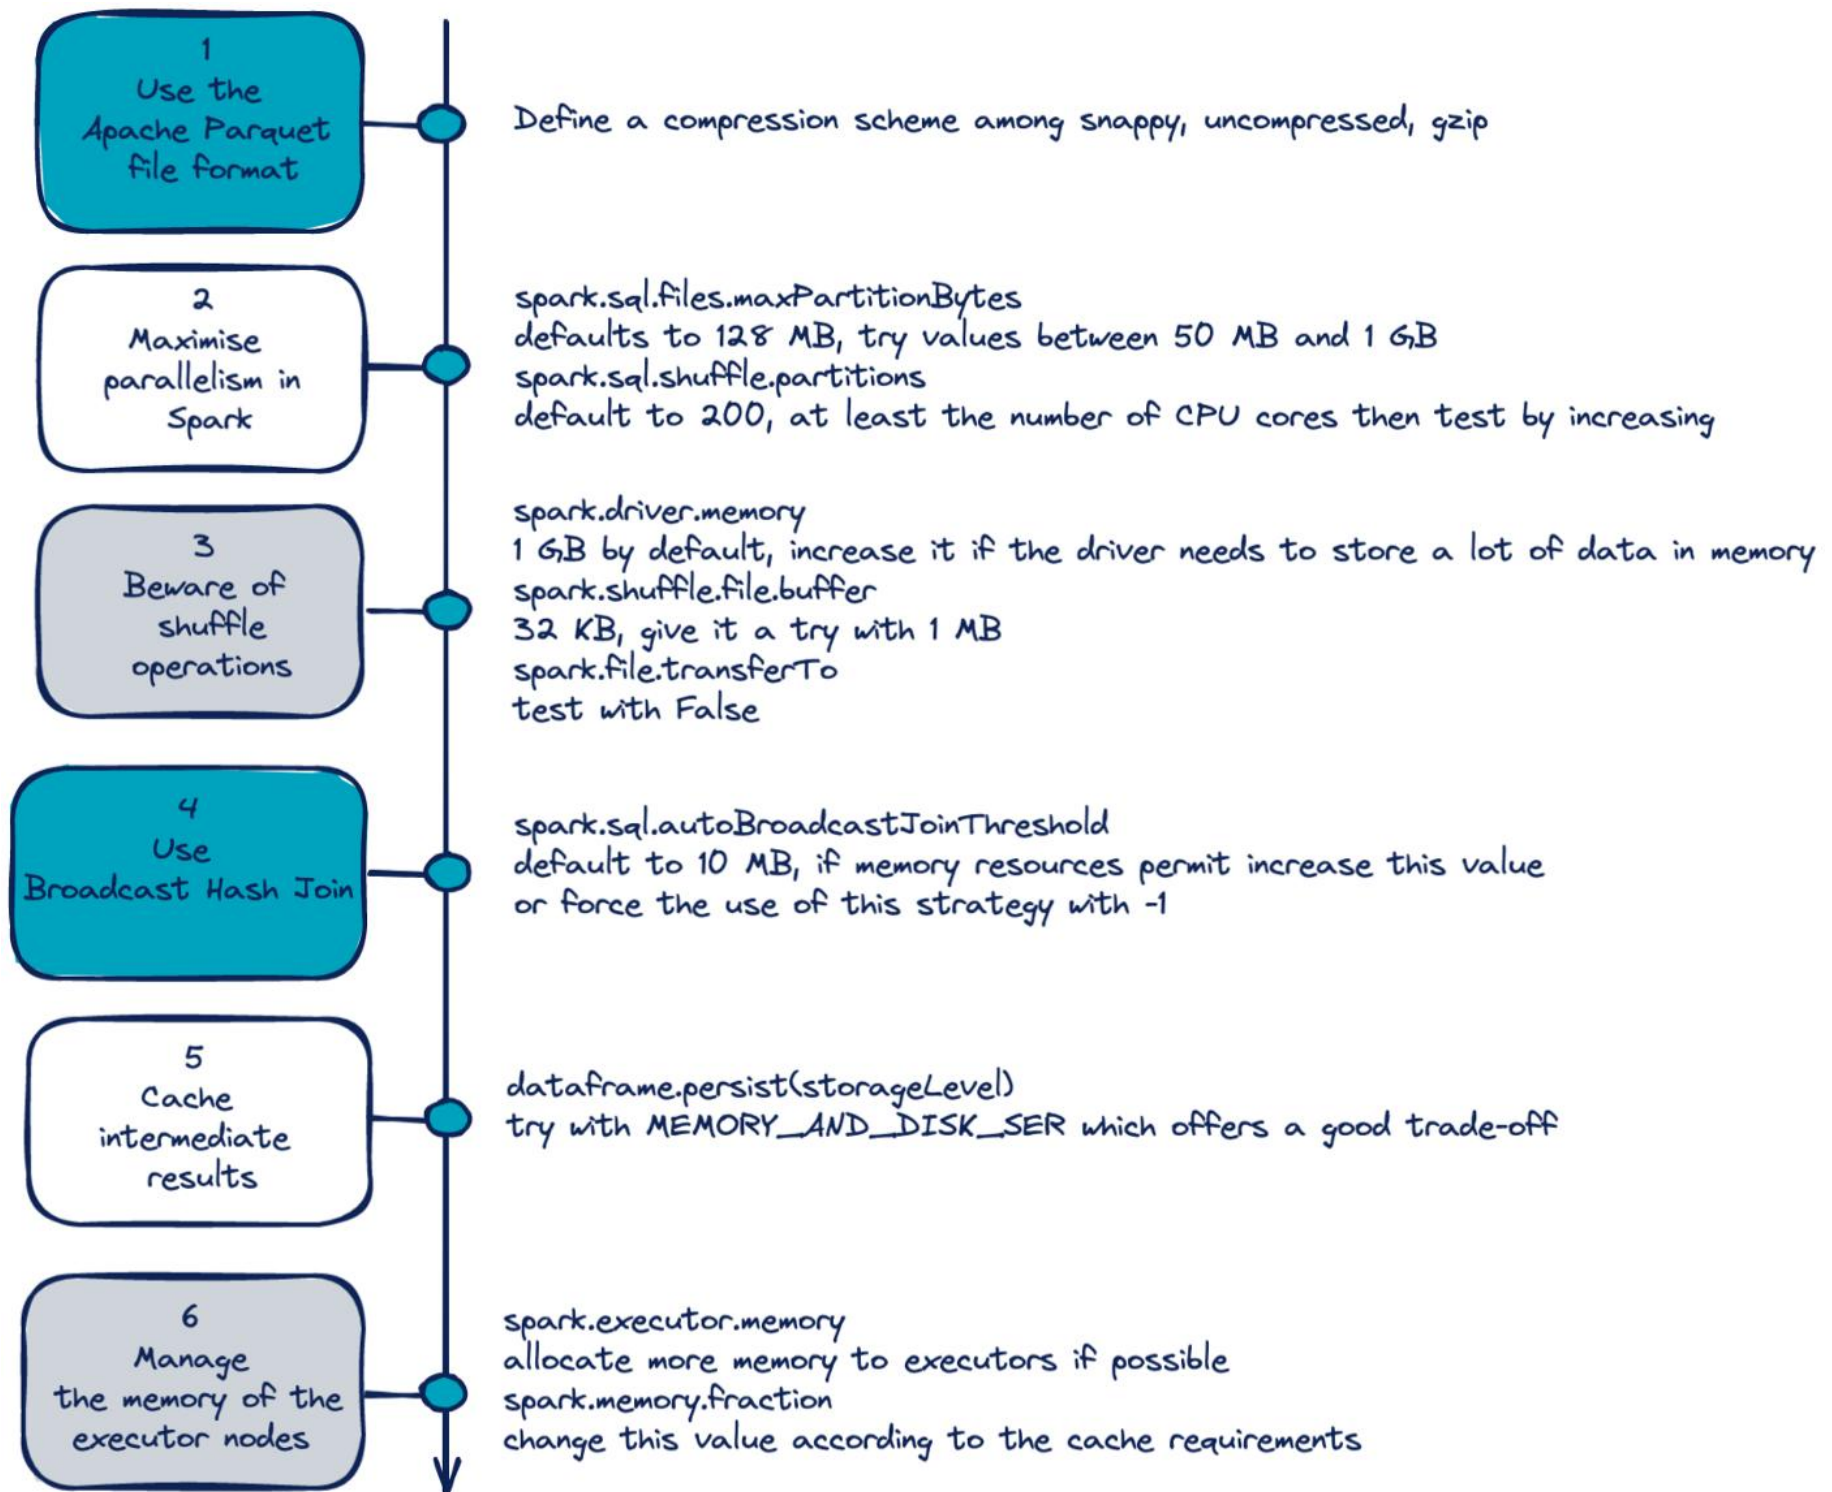 1
Use the
Apache Parquet
file format
Define a compression scheme among snappy, uncompressed, gzip
2
Maximise
parallelism in
Spark
spark.sql.files.maxPartitionBytes
defaults to 128 MB, try values between 50 MB and 1 GB
spark.sql.shuffle.partitions
default to 200, at least the number of CPU cores then test by increasing
3
Beware of
shuffle
operations
spark.driver.memory
1 GB by default, increase it if the driver needs to store a lot of data in memory
spark.shuffle.file.buffer
32 KB, give it a try with 1 MB
spark.file.transferTo
test with False
4
Use
Broadcast Hash Join
spark.sql.autoBroadcastJoinThreshold
default to 10 MB, if memory resources permit increase this value
or force the use of this strategy with -1
5
Cache
intermediate
results
dataframe.persist(storageLevel)
try with MEMORY_AND_DISK_SER which offers a good trade-off
6
Manage
the memory of the
executor nodes
spark.executor.memory
allocate more memory to executors if possible
spark.memory.fraction
change this value according to the cache requirements